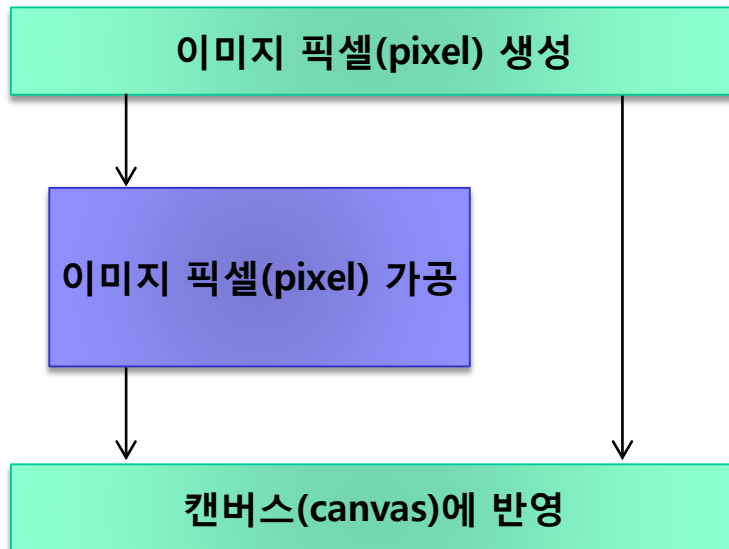 이미지 픽셀(pixel) 생성
이미지 픽셀(pixel) 가공
캔버스(canvas)에 반영